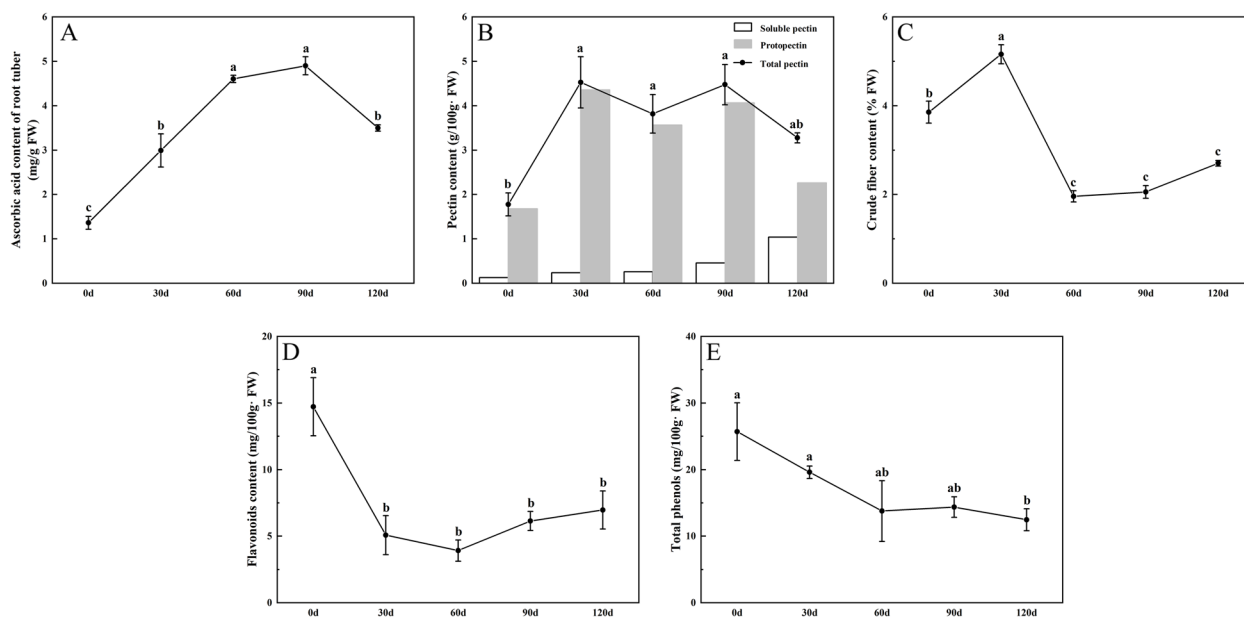 A
Ascorbic acid content of root tuber
(mg/g FW)
6
5
4
3
2
1
0
c
b
a
a
b
0d
30d
60d
90d
120d
B
Soluble pectin
Protopectin
Total pectin
Pectin content (g/100g· FW)
6
5
4
3
2
1
0
b
a
a
a
ab
0d
30d
60d
90d
120d
C
Crude fiber content (% FW)
6
4
2
0
b
a
c
c
c
0d
30d
60d
90d
120d
D
Flavonoids content (mg/100g· FW)
20
15
10
5
0
a
b
b
b
b
0d
30d
60d
90d
120d
E
Total phenols (mg/100g· FW)
40
30
20
10
0
a
a
ab
ab
b
0d
30d
60d
90d
120d